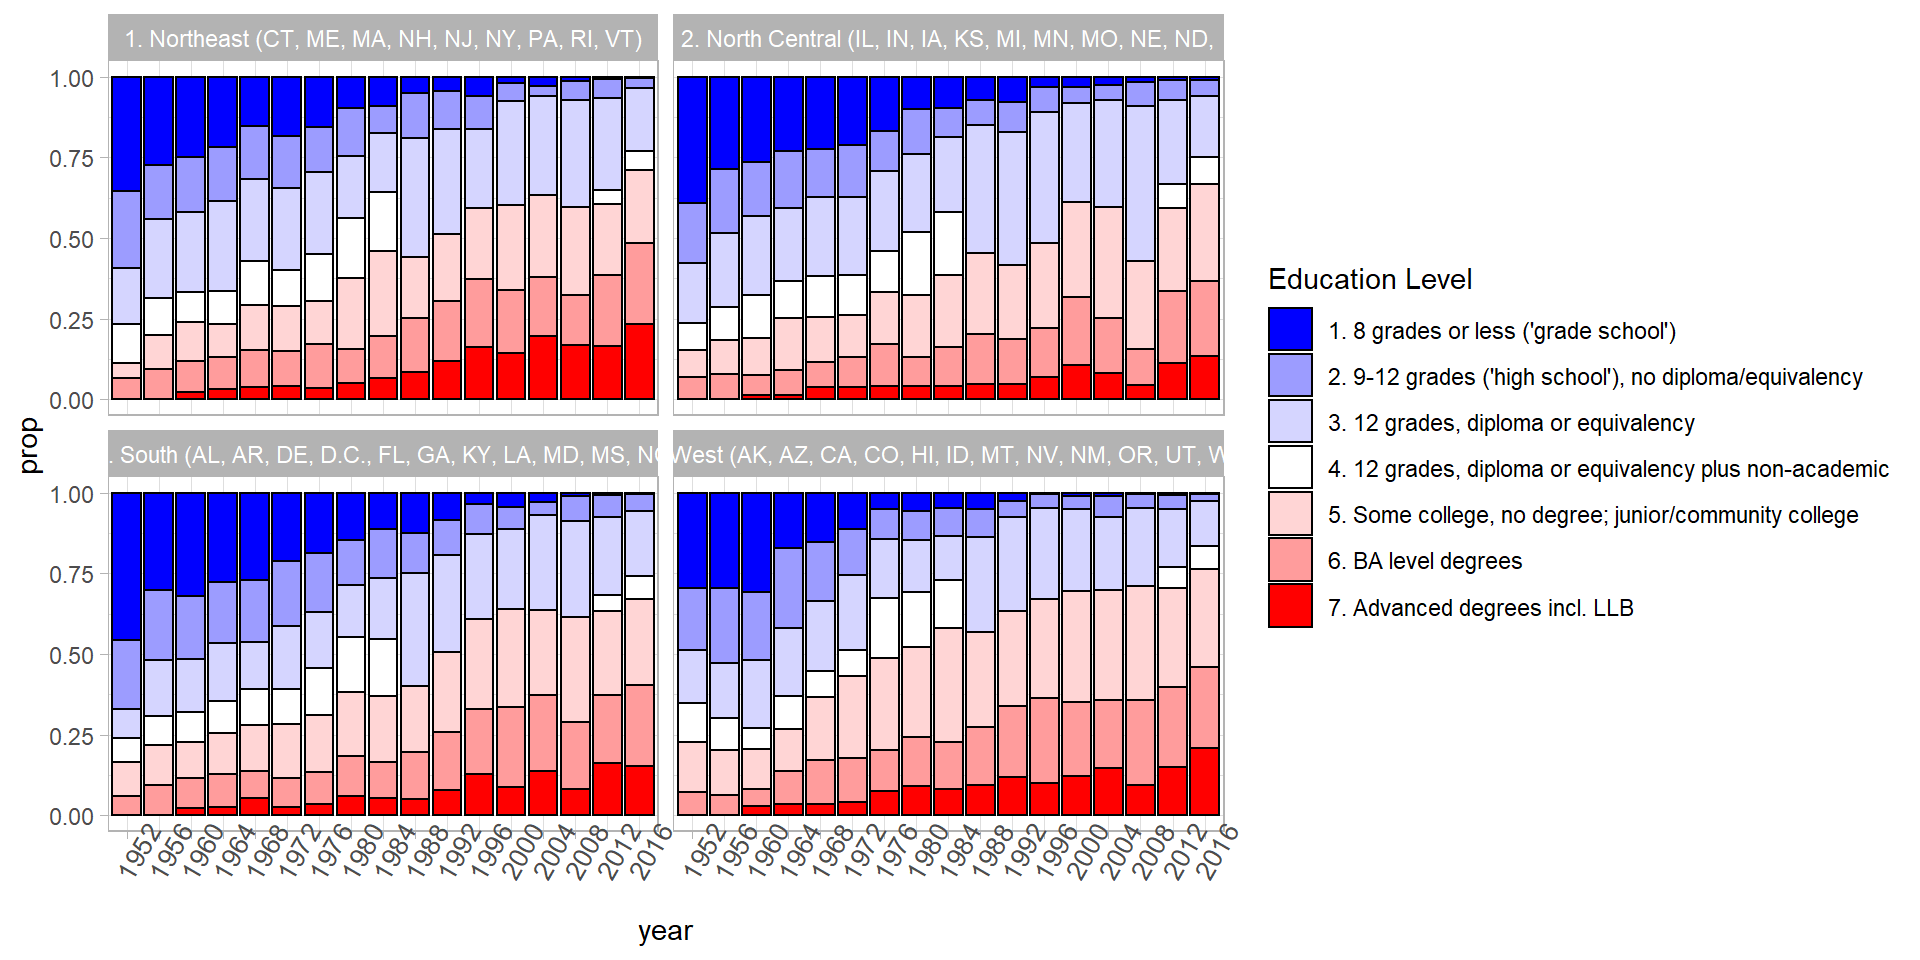 1. Northeast (CT, ME, MA, NH, NJ, NY, PA, RI, VT)
2. North Central (IL, IN, IA, KS, MI, MN, MO, NE, ND,
1.00
0.75
0.50
0.25
0.00
. South (AL, AR, DE, D.C., FL, GA, KY, LA, MD, MS, NC
West (AK, AZ, CA, CO, HI, ID, MT, NV, NM, OR, UT, W
1.00
0.75
0.50
0.25
0.00
prop
1952 1956 1960 1964 1968 1972 1976 1980 1984 1988 1992 1996 2000 2004 2008 2012 2016
1952 1956 1960 1964 1968 1972 1976 1980 1984 1988 1992 1996 2000 2004 2008 2012 2016
year
Education Level
1. 8 grades or less ('grade school')
2. 9-12 grades ('high school'), no diploma/equivalency
3. 12 grades, diploma or equivalency
4. 12 grades, diploma or equivalency plus non-academic
5. Some college, no degree; junior/community college
6. BA level degrees
7. Advanced degrees incl. LLB